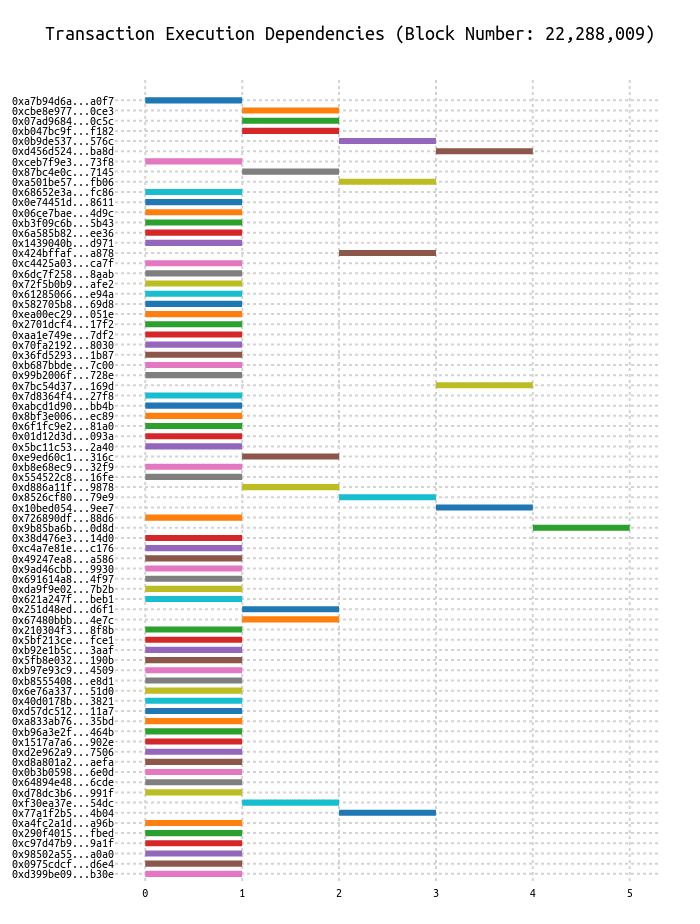 Transaction Execution Dependencies (Block Number: 22,288,009)
0xa7b94d6a...a0f7
0xcbe8e977...0ce3
0x07ad9684...0c5c
0xb047bc9f...f182
0x0b9de537...576c
0xd456d524...ba8d
0xceb7f9e3...73f8
0x87bc4e0c...7145
0xa501be57...fb06
0x68652e3a...fc86
0x0e74451d...8611
0x06ce7bae...4d9c
0xb3f09c6b...5b43
0x6a585b82...ee36
0x1439040b...d971
0x424bffaf...a878
0xc4425a03...ca7f
0x6dc7f258...8aab
0x72f5b0b9...afe2
0x61285066...e94a
0x582705b8...69d8
0xea00ec29...051e
0x2701dcf4...17f2
0xaa1e749e...7df2
0x70fa2192...8030
0x36fd5293...1b87
0xb687bbde...7c00
0x99b2006f...728e
0x7bc54d37...169d
0x7d8364f4...27f8
0xabcd1d90...bb4b
0x8bf3e006...ec89
0x6f1fc9e2...81a0
0x01d12d3d...093a
0x5bc11c53...2a40
0xe9ed60c1...316c
0xb8e68ec9...32f9
0x554522c8...16fe
0xd886a11f...9878
0x8526cf80...79e9
0x10bed054...9ee7
0x726890df...88d6
0x9b85ba6b...0d8d
0x38d476e3...14d0
0xc4a7e81e...c176
0x49247ea8...a586
0x9ad46cbb...9930
0x691614a8...4f97
0xda9f9e02...7b2b
0x621a247f...beb1
0x251d48ed...d6f1
0x67480bbb...4e7c
0x210304f3...8f8b
0x5bf213ce...fce1
0xb92e1b5c...3aaf
0x5fb8e032...190b
0xb97e93c9...4509
0xb8555408...e8d1
0x6e76a337...51d0
0x40d0178b...3821
0xd57dc512...11a7
0xa833ab76...35bd
0xb96a3e2f...464b
0x1517a7a6...902e
0xd2e962a9...7506
0xd8a801a2...aefa
0x0b3b0598...6e0d
0x64894e48...6cde
0xd78dc3b6...991f
0xf30ea37e...54dc
0x77a1f2b5...4b04
0xa4fc2a1d...a96b
0x290f4015...fbed
0xc97d47b9...9a1f
0x98502a55...a0a0
0x0975cdcf...d6e4
0xd399be09...b30e
0 1 2 3 4 5